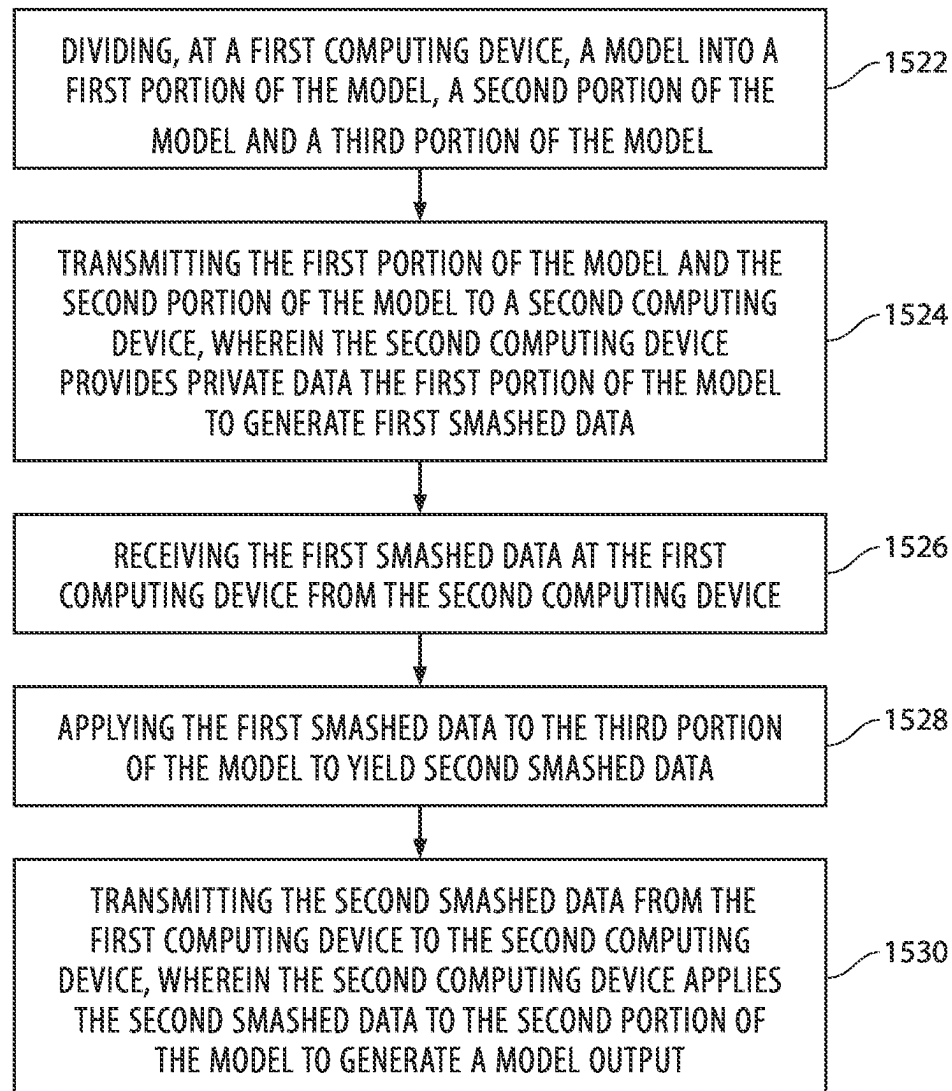 DIVIDING, AT A FIRST COMPUTING DEVICE, A MODEL INTO A
FIRST PORTION OF THE MODEL, A SECOND PORTION OF THE
MODEL AND A THIRD PORTION OF THE MODEL.
1522
TRANSMITTING THE FIRST PORTION OF THE MODEL AND THE
SECOND PORTION OF THE MODEL TO A SECOND COMPUTING
DEVICE, WHEREIN THE SECOND COMPUTING DEVICE
PROVIDES PRIVATE DATA THE FIRST PORTION OF THE MODEL
TO GENERATE FIRST SMASHED DATA
1524
RECEIVING THE FIRST SMASHED DATA AT THE FIRST
COMPUTING DEVICE FROM THE SECOND COMPUTING DEVICE
1526
APPLYING THE FIRST SMASHED DATA TO THE THIRD PORTION
OF THE MODEL TO YIELD SECOND SMASHED DATA
1528
TRANSMITTING THE SECOND SMASHED DATA FROM THE
FIRST COMPUTING DEVICE TO THE SECOND COMPUTING
DEVICE, WHEREIN THE SECOND COMPUTING DEVICE APPLIES
THE SECOND SMASHED DATA TO THE SECOND PORTION OF
THE MODEL TO GENERATE A MODEL OUTPUT
1530